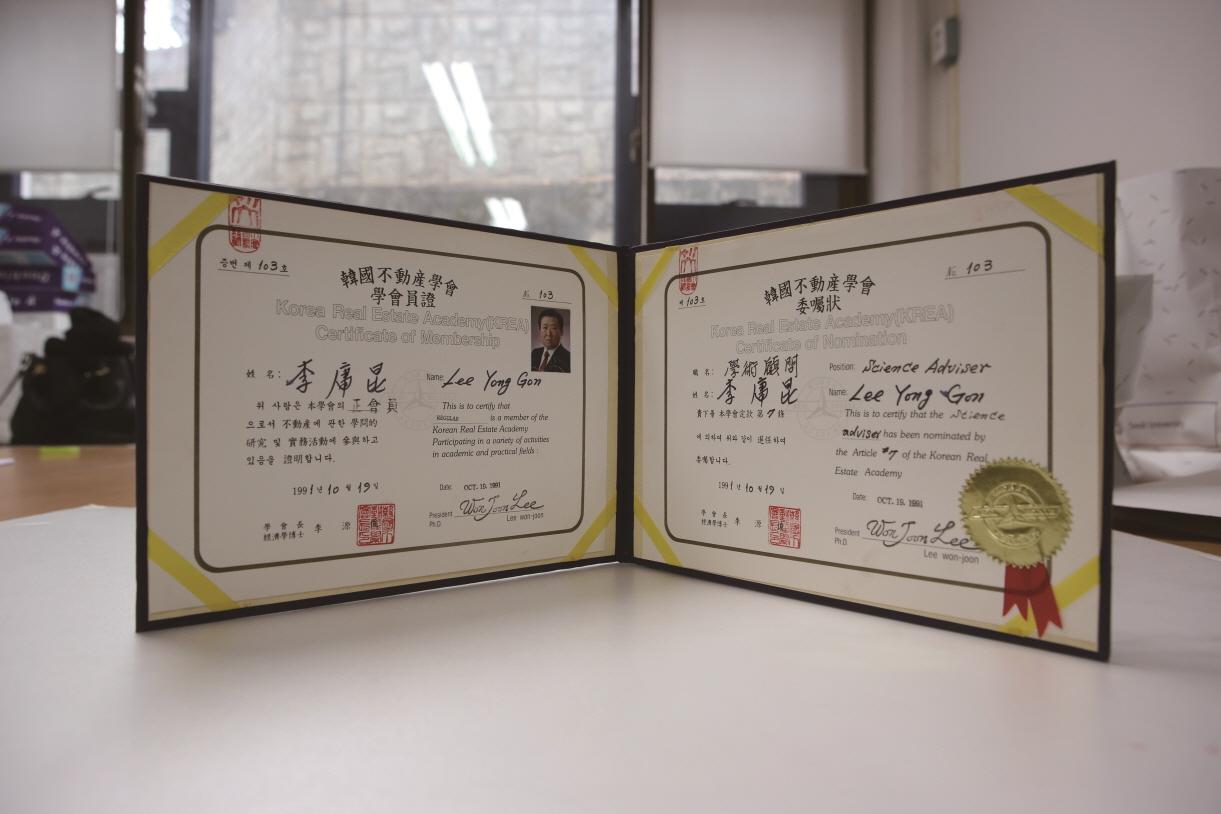 증번 제 103호
№ 103
韓國不動産學會
學會員證
Korea Real Estate Academy(KREA)
Certificate of Membership
姓 名: 李庸昆
Name: Lee Yong Gon
위 사람은 本學會의 正會員
으로서 不動産에 관한 學問的
研究 및 實務活動에 參與하고
있음을 證明합니다.
This is to certify that
REGULAR is a member of the
Korean Real Estate Academy
Participating in a variety of activities
in academic and practical fields :
1991년 10월 19일
Date: OCT. 19. 1991
學 會 長
經濟學博士 李 源 俊
President
Ph.D.
Won Joon Lee
Lee won-joon
제 103호
№ 103
韓國不動産學會
委囑狀
Korea Real Estate Academy(KREA)
Certificate of Nomination
職 名: 學術顧問
姓 名: 李庸昆
Position: Science Adviser
Name: Lee Yong Gon
貴下를 本學會定款 第7條
에 의하여 위와 같이 選任하여
委囑합니다.
This is to certify that the Science
adviser has been nominated by
the Article #7 of the Korean Real
Estate Academy
1991년 10월 19일
Date: OCT. 19. 1991
學 會 長
經濟學博士 李 源 俊
President
Ph.D.
Won Joon Lee
Lee won-joon